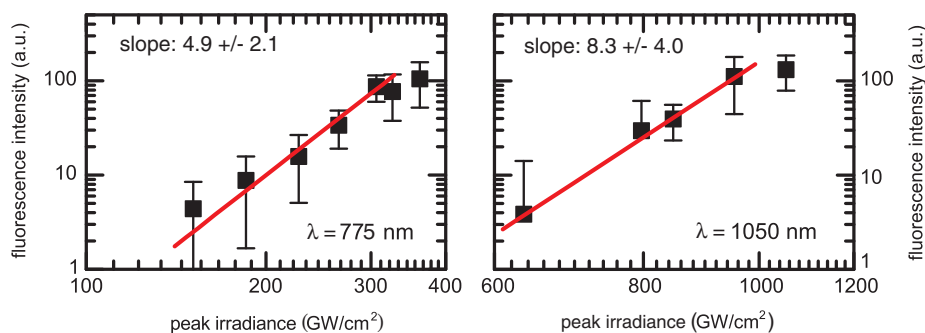 fluorescence intensity (a.u.)
100
10
1
slope: 4.9 +/- 2.1
λ = 775 nm
100 200 300 400
peak irradiance (GW/cm²)
slope: 8.3 +/- 4.0
λ = 1050 nm
600 800 1000 1200
peak irradiance (GW/cm²)
100
10
1
fluorescence intensity (a.u.)